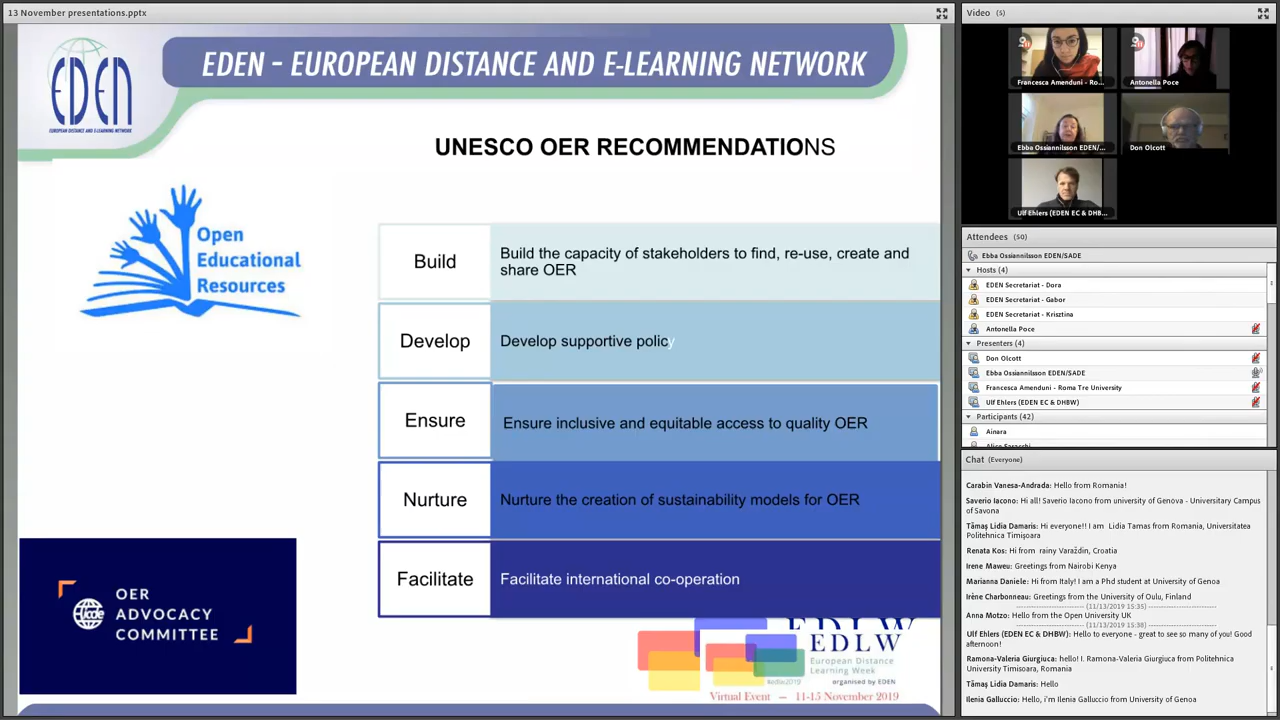 13 November presentations.pptx
EDEN
EUROPEAN DISTANCE AND E-LEARNING NETWORK
EDEN - EUROPEAN DISTANCE AND E-LEARNING NETWORK
UNESCO OER RECOMMENDATIONS
Open
Educational
Resources
Build
Build the capacity of stakeholders to find, re-use, create and
share OER
Develop
Develop supportive policy
Ensure
Ensure inclusive and equitable access to quality OER
Nurture
Nurture the creation of sustainability models for OER
Facilitate
Facilitate international co-operation
icde
OER
ADVOCACY
COMMITTEE
EDLW
EDLW
European Distance
Learning Week
#edlw2019
organised by EDEN
Virtual Event — 11-15 November 2019
Video (5)
Francesca Amenduni - Ro...
Antonella Poce
Ebba Ossiannilsson EDEN/...
Don Olcott
Ulf Ehlers (EDEN EC & DHB...
Attendees (50)
Ebba Ossiannilsson EDEN/SADE
Hosts (4)
EDEN Secretariat - Dora
EDEN Secretariat - Gabor
EDEN Secretariat - Krisztina
Antonella Poce
Presenters (4)
Don Olcott
Ebba Ossiannilsson EDEN/SADE
Francesca Amenduni - Roma Tre University
Ulf Ehlers (EDEN EC & DHBW)
Participants (42)
Ainara
Chat (Everyone)
Carabin Vanesa-Andrada: Hello from Romania!
Saverio Iacono: Hi all! Saverio Iacono from university of Genova - Universitary Campus
of Savona
Tămaş Lidia Damaris: Hi everyone!! I am Lidia Tamas from Romania, Universitatea
Politehnica Timişoara
Renata Kos: Hi from rainy Varaždin, Croatia
Irene Maweu: Greetings from Nairobi Kenya
Marianna Daniele: Hi from Italy! I am a Phd student at University of Genoa
Irène Charbonneau: Greetings from the University of Oulu, Finland
(11/13/2019 15:35)
Anna Motzo: Hello from the Open University UK
(11/13/2019 15:38)
Ulf Ehlers (EDEN EC & DHBW): Hello to everyone - great to see so many of you! Good
afternoon!
Ramona-Valeria Giurgiuca: hello! I. Ramona-Valeria Giurgiuca from Politehnica
University Timisoara, Romania
Tămaş Lidia Damaris: Hello
Ilenia Galluccio: Hello, i'm Ilenia Galluccio from University of Genoa